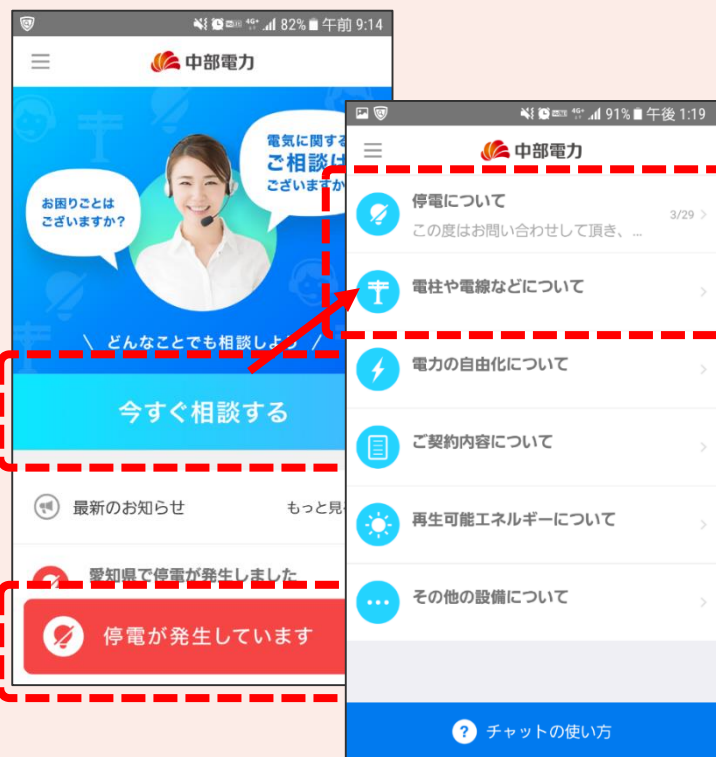 82% 午前 9:14
中部電力
電気に関する
ご相談は
ございますか
お困りごとは
ございますか?
\ どんなことでも相談しよう /
今すぐ相談する
最新のお知らせ
もっと見
愛知県で停電が発生しました
停電が発生しています
4G+ 91% 午後 1:19
中部電力
停電について
3/29 >
この度はお問い合わせして頂き、...
電柱や電線などについて >
電力の自由化について >
ご契約内容について >
再生可能エネルギーについて >
その他の設備について >
? チャットの使い方